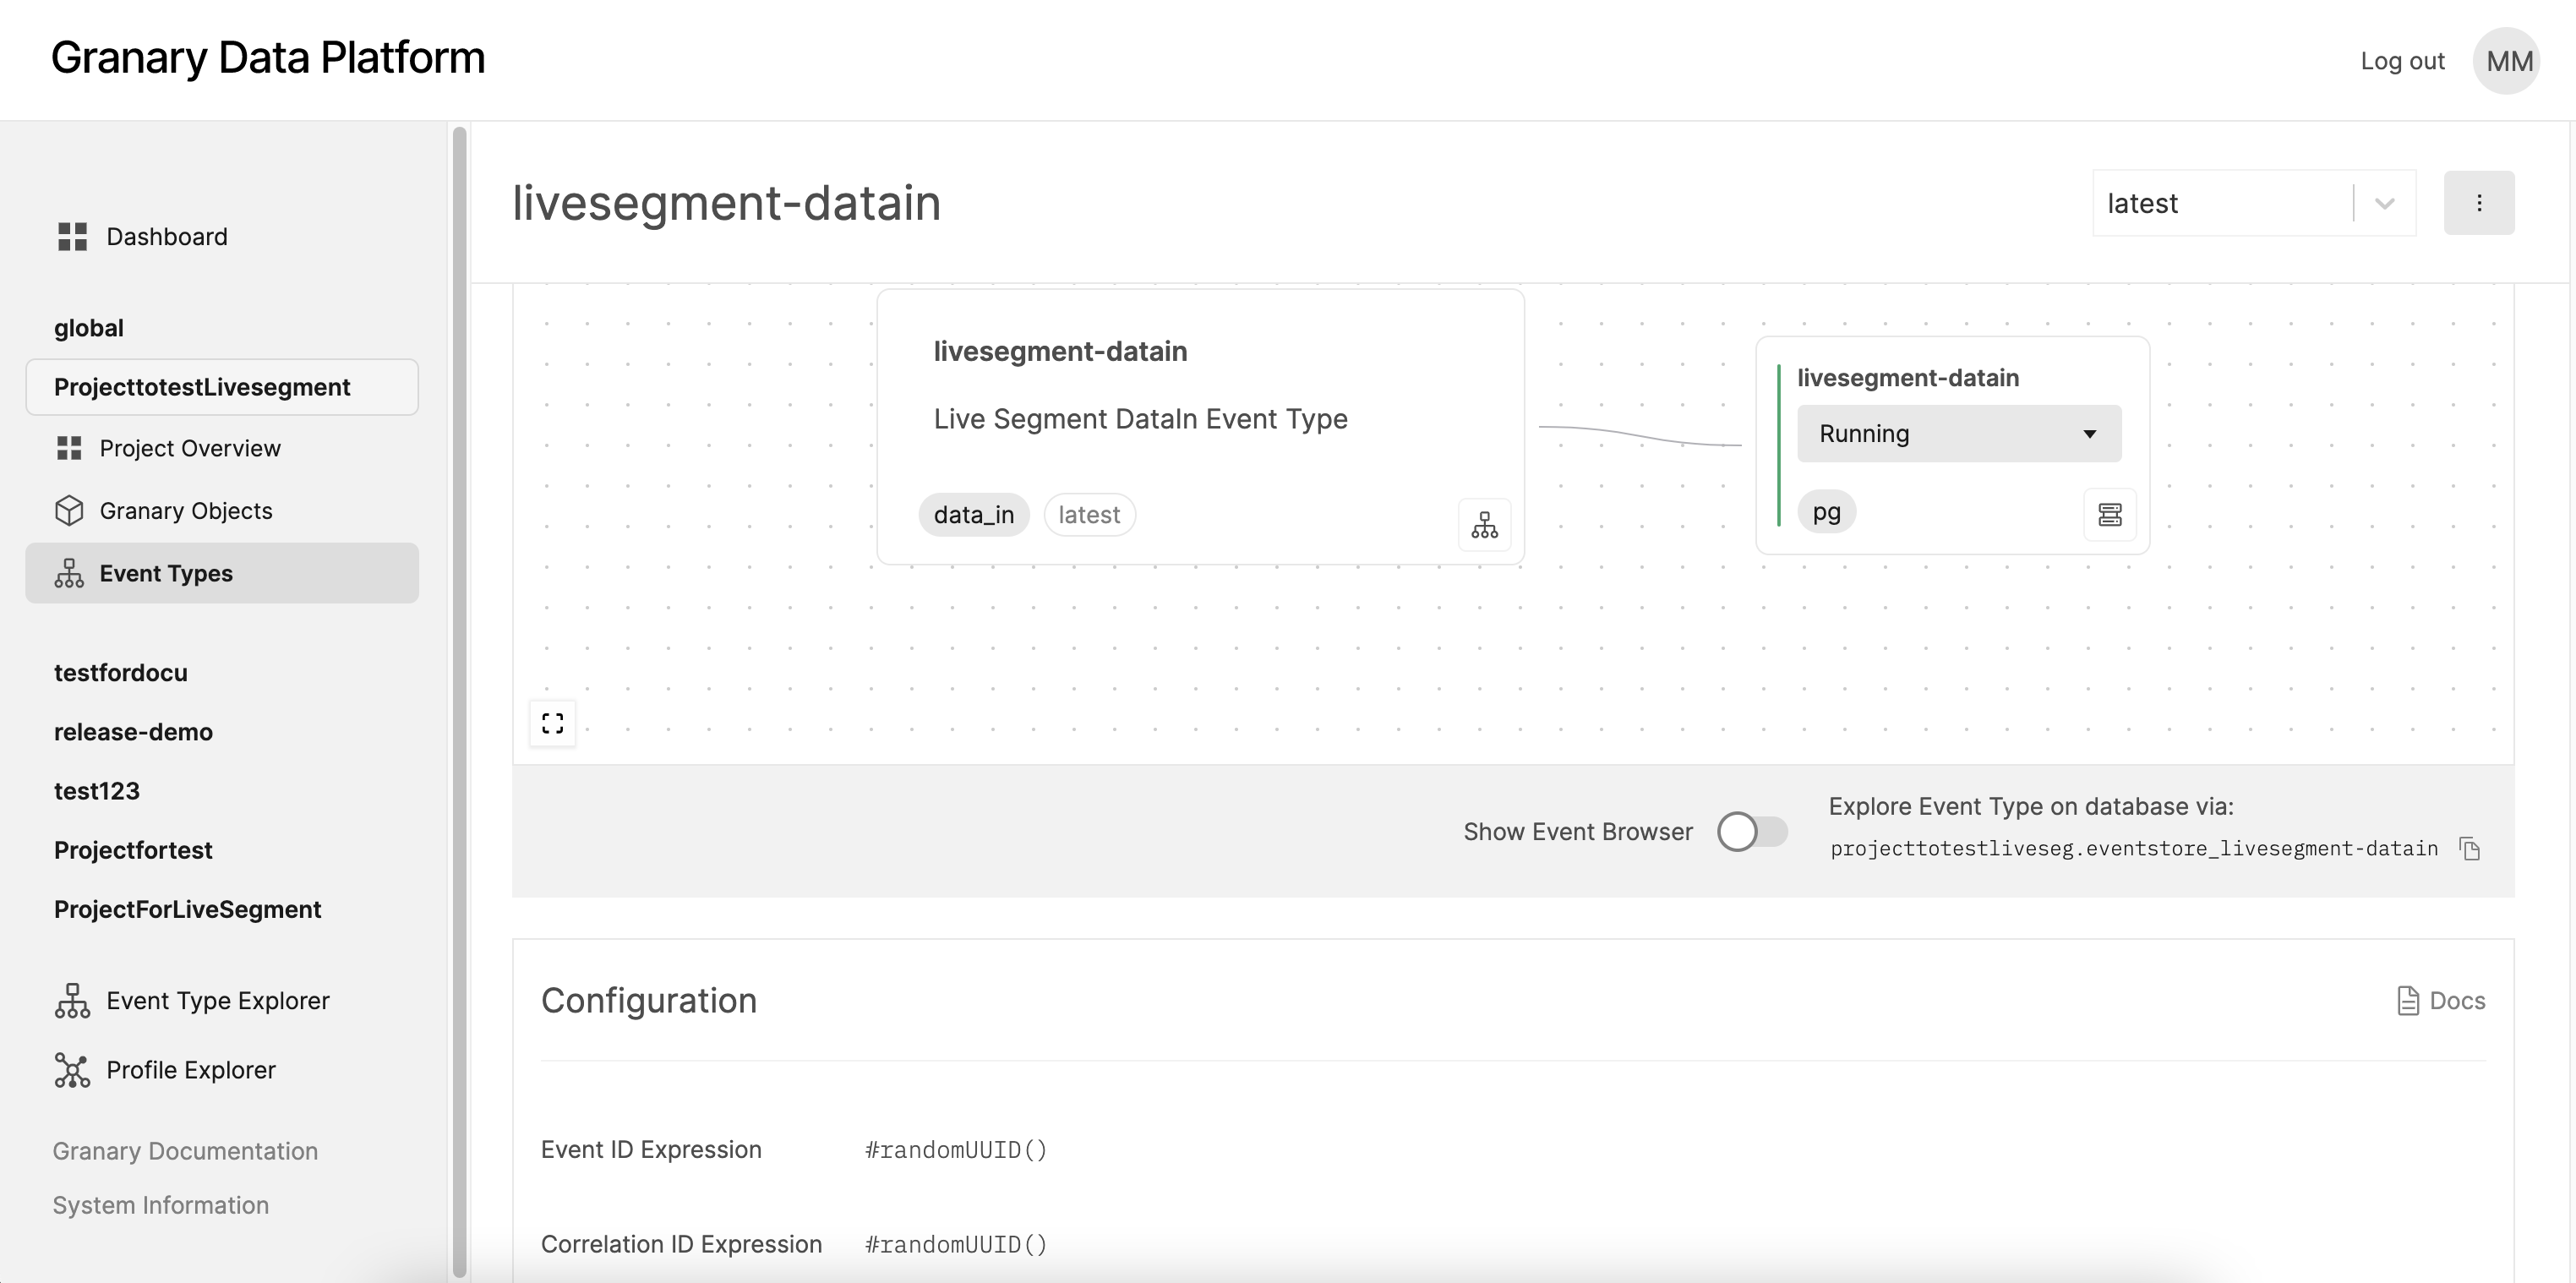 Granary Data Platform
Log out
MM
Dashboard
global
ProjecttotestLivesegment
Project Overview
Granary Objects
Event Types
testfordocu
release-demo
test123
Projectfortest
ProjectForLiveSegment
Event Type Explorer
Profile Explorer
Granary Documentation
System Information
livesegment-datain
latest
livesegment-datain
Live Segment DataIn Event Type
data_in
latest
livesegment-datain
Running
pg
Show Event Browser
Explore Event Type on database via:
projecttotestliveseg.eventstore_livesegment-datain
Configuration
Docs
Event ID Expression #randomUUID()
Correlation ID Expression #randomUUID()